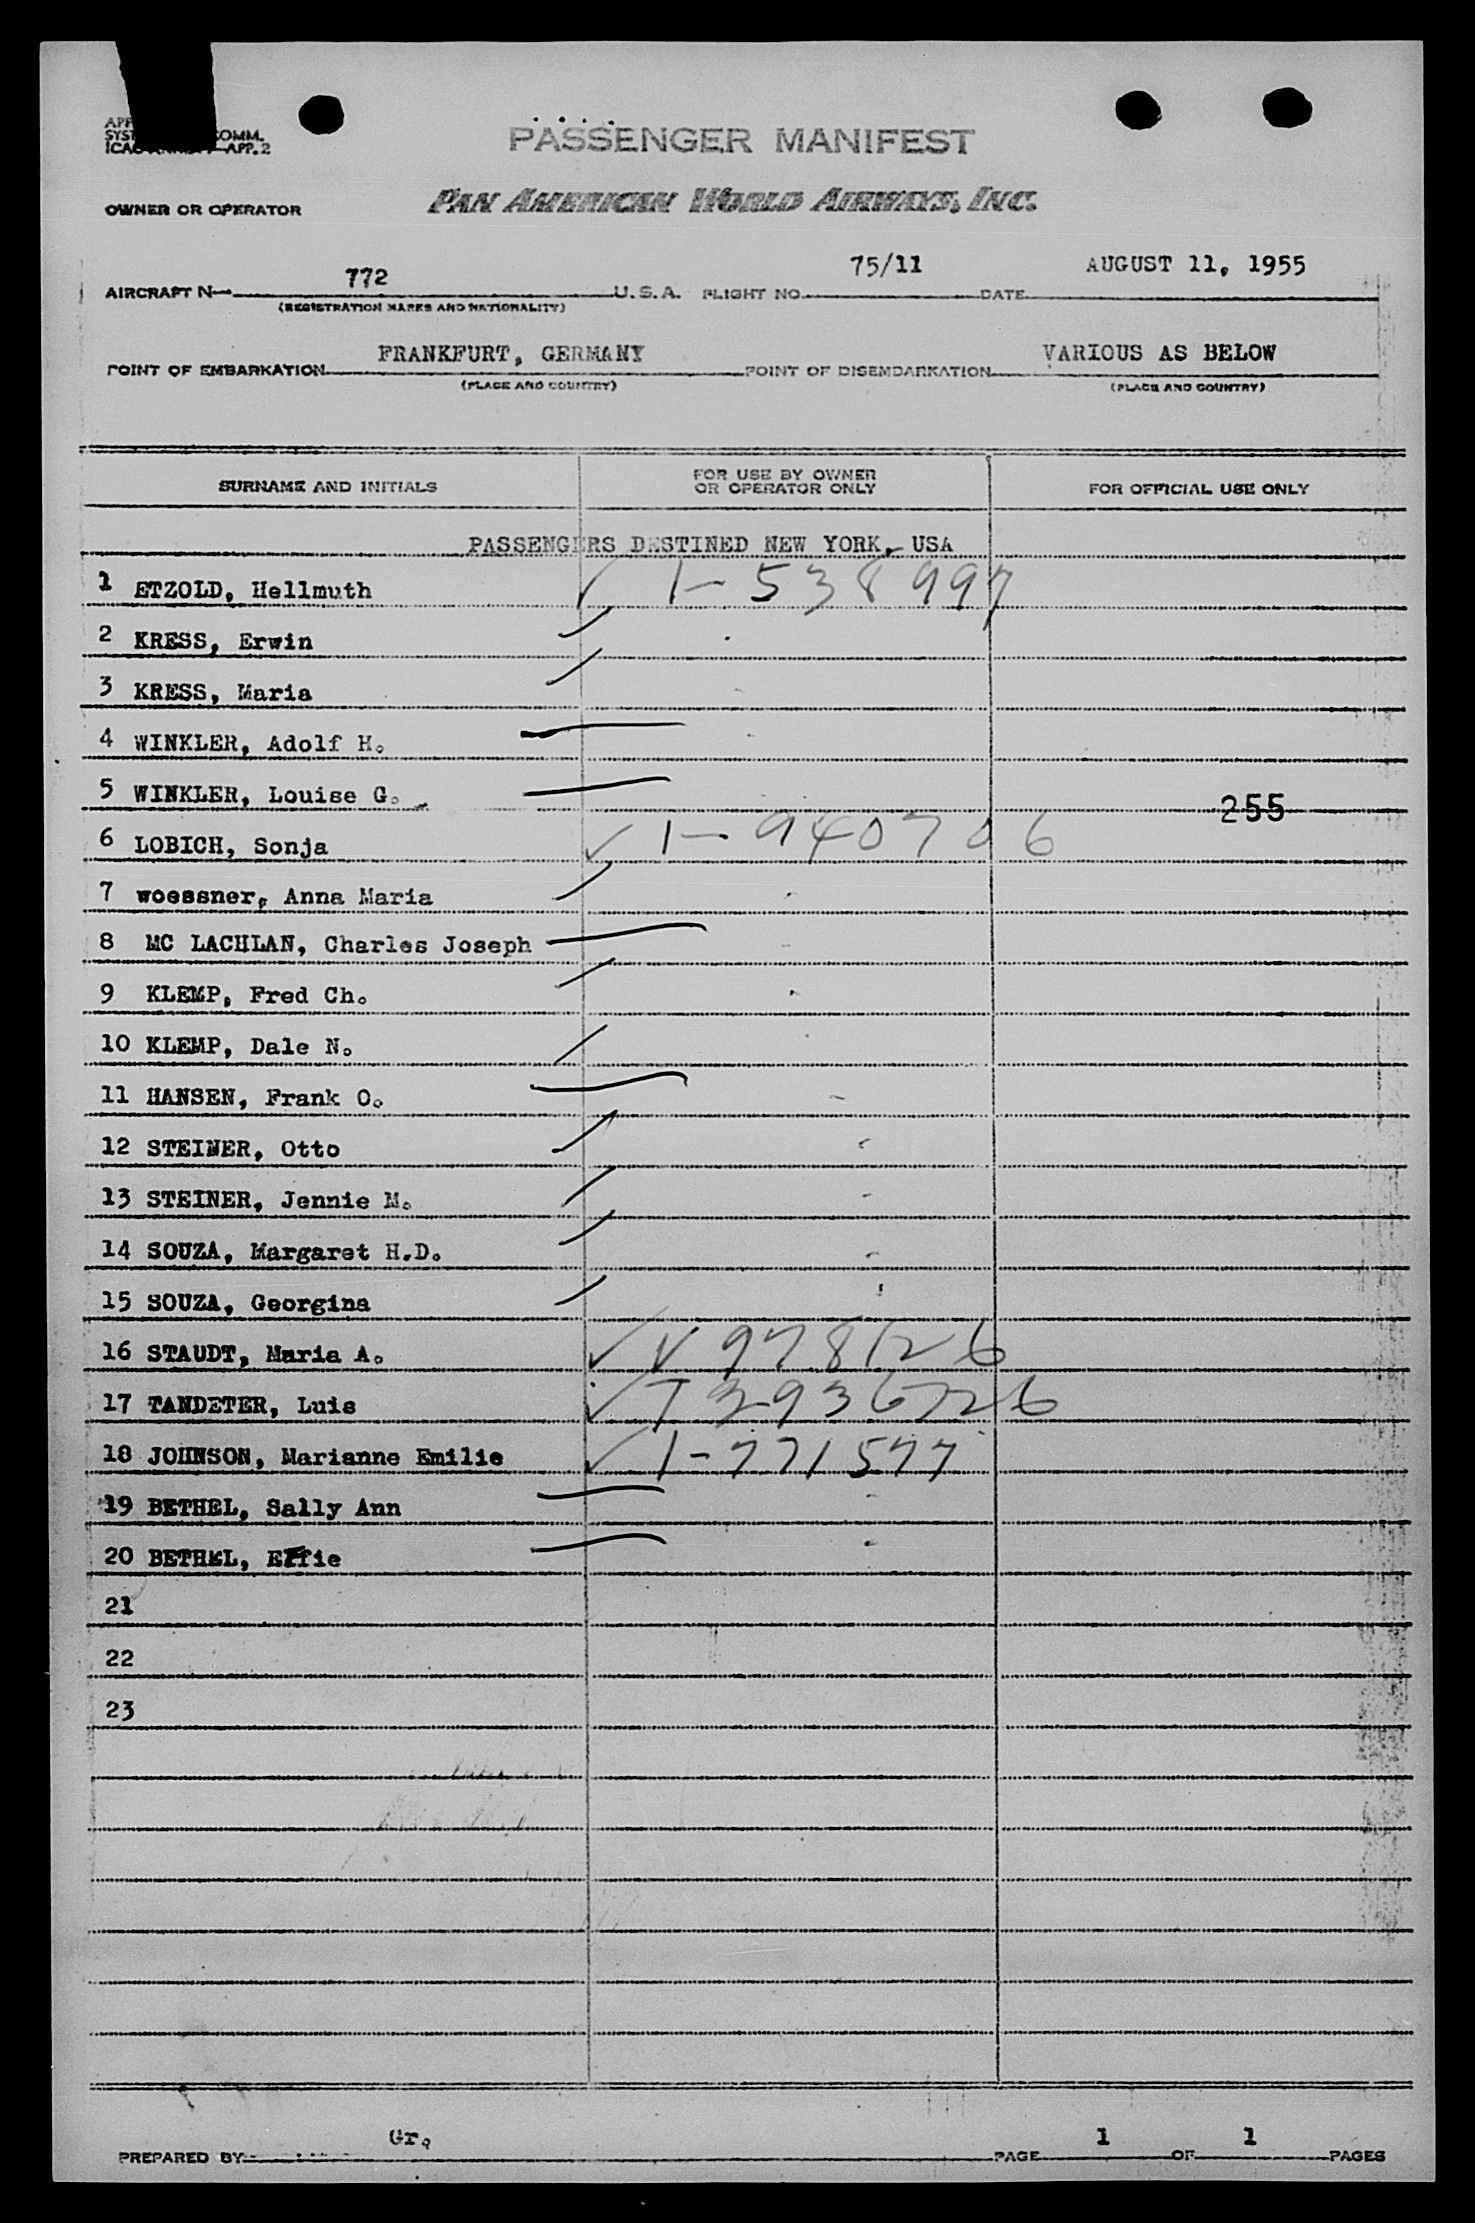 PASSENGER MANIFEST
OWNER OR OPERATOR PAN AMERICAN WORLD AIRWAYS, INC.
AIRCRAFT N— 772 U.S.A. FLIGHT NO. 75/11 DATE AUGUST 11, 1955
(REGISTRATION MARKS AND NATIONALITY)
POINT OF EMBARKATION FRANKFURT, GERMANY POINT OF DISEMBARKATION VARIOUS AS BELOW
(PLACE AND COUNTRY) (PLACE AND COUNTRY)
SURNAME AND INITIALS FOR USE BY OWNER OR OPERATOR ONLY FOR OFFICIAL USE ONLY
PASSENGERS DESTINED NEW YORK, USA
1 ETZOLD, Hellmuth ✓ 1-538997
2 KRESS, Erwin
3 KRESS, Maria
4 WINKLER, Adolf H.
5 WINKLER, Louise G. 255
6 LOBICH, Sonja ✓ 1-940706
7 woessner, Anna Maria
8 MC LACHLAN, Charles Joseph
9 KLEMP, Fred Ch.
10 KLEMP, Dale N.
11 HANSEN, Frank O.
12 STEINER, Otto
13 STEINER, Jennie M.
14 SOUZA, Margaret H.D.
15 SOUZA, Georgina
16 STAUDT, Maria A. ✓ V 978126
17 TANDETER, Luis ✓ T 2936726
18 JOHNSON, Marianne Emilie ✓ 1-771577
19 BETHEL, Sally Ann
20 BETHEL, Effie
21
22
23
PREPARED BY Gr. PAGE 1 OF 1 PAGES